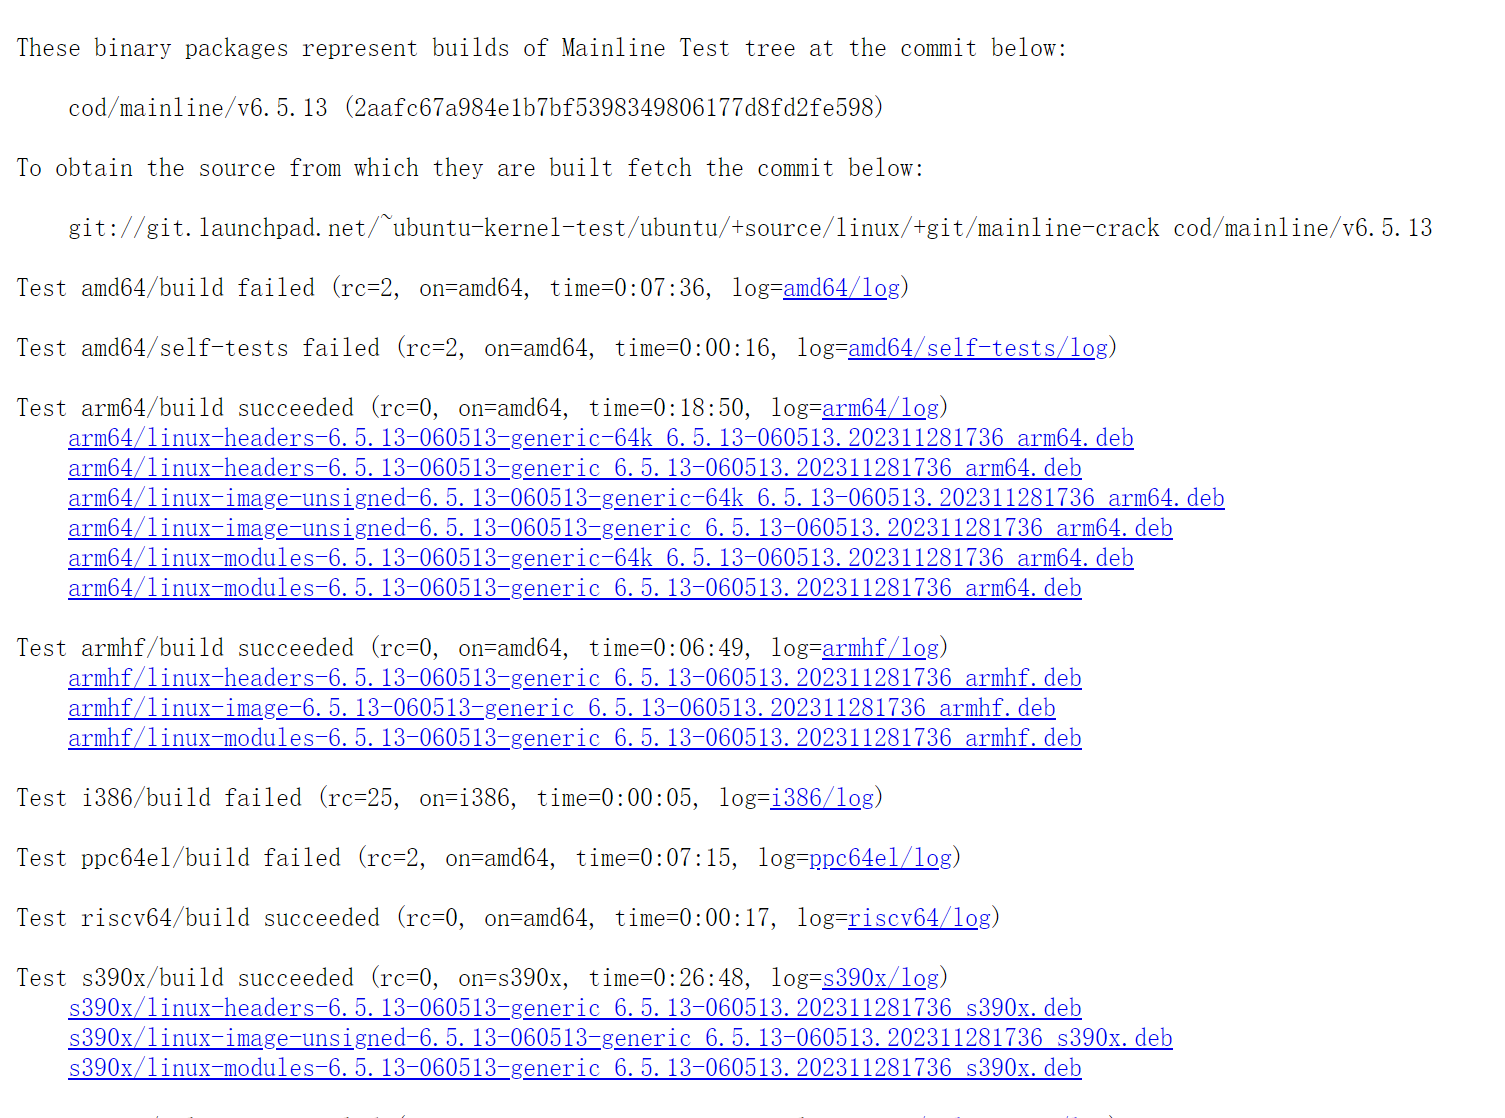 These binary packages represent builds of Mainline Test tree at the commit below:
cod/mainline/v6.5.13 (2aafc67a984e1b7bf5398349806177d8fd2fe598)
To obtain the source from which they are built fetch the commit below:
git://git.launchpad.net/~ubuntu-kernel-test/ubuntu/+source/linux/+git/mainline-crack cod/mainline/v6.5.13
Test amd64/build failed (rc=2, on=amd64, time=0:07:36, log=amd64/log)
Test amd64/self-tests failed (rc=2, on=amd64, time=0:00:16, log=amd64/self-tests/log)
Test arm64/build succeeded (rc=0, on=amd64, time=0:18:50, log=arm64/log)
arm64/linux-headers-6.5.13-060513-generic-64k_6.5.13-060513.202311281736_arm64.deb
arm64/linux-headers-6.5.13-060513-generic_6.5.13-060513.202311281736_arm64.deb
arm64/linux-image-unsigned-6.5.13-060513-generic-64k_6.5.13-060513.202311281736_arm64.deb
arm64/linux-image-unsigned-6.5.13-060513-generic_6.5.13-060513.202311281736_arm64.deb
arm64/linux-modules-6.5.13-060513-generic-64k_6.5.13-060513.202311281736_arm64.deb
arm64/linux-modules-6.5.13-060513-generic_6.5.13-060513.202311281736_arm64.deb
Test armhf/build succeeded (rc=0, on=amd64, time=0:06:49, log=armhf/log)
armhf/linux-headers-6.5.13-060513-generic_6.5.13-060513.202311281736_armhf.deb
armhf/linux-image-6.5.13-060513-generic_6.5.13-060513.202311281736_armhf.deb
armhf/linux-modules-6.5.13-060513-generic_6.5.13-060513.202311281736_armhf.deb
Test i386/build failed (rc=25, on=i386, time=0:00:05, log=i386/log)
Test ppc64el/build failed (rc=2, on=amd64, time=0:07:15, log=ppc64el/log)
Test riscv64/build succeeded (rc=0, on=amd64, time=0:00:17, log=riscv64/log)
Test s390x/build succeeded (rc=0, on=s390x, time=0:26:48, log=s390x/log)
s390x/linux-headers-6.5.13-060513-generic_6.5.13-060513.202311281736_s390x.deb
s390x/linux-image-unsigned-6.5.13-060513-generic_6.5.13-060513.202311281736_s390x.deb
s390x/linux-modules-6.5.13-060513-generic_6.5.13-060513.202311281736_s390x.deb